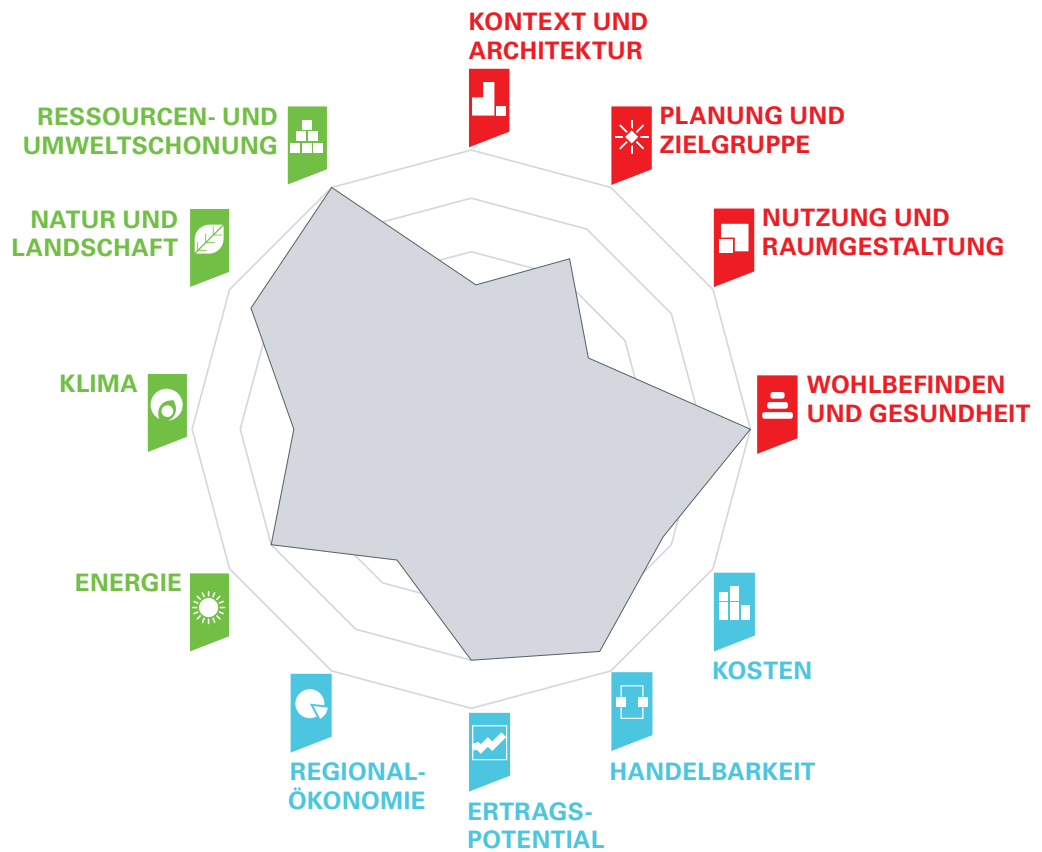 KONTEXT UND
ARCHITEKTUR
PLANUNG UND
ZIELGRUPPE
NUTZUNG UND
RAUMGESTALTUNG
WOHLBEFINDEN
UND GESUNDHEIT
KOSTEN
HANDELBARKEIT
ERTRAGS-
POTENTIAL
REGIONAL-
ÖKONOMIE
ENERGIE
KLIMA
NATUR UND
LANDSCHAFT
RESSOURCEN- UND
UMWELTSCHONUNG